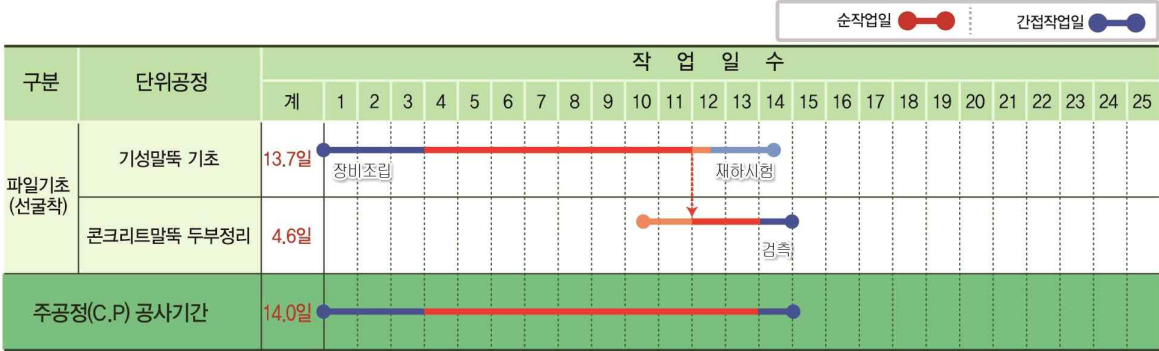 순작업일 간접작업일
구분 단위공정 작 업 일 수
계 1 2 3 4 5 6 7 8 9 10 11 12 13 14 15 16 17 18 19 20 21 22 23 24 25
파일기초
(선굴착)
기성말뚝 기초 13.7일
장비조립 재하시험
콘크리트말뚝 두부정리 4.6일
검측
주공정(C.P) 공사기간 14.0일